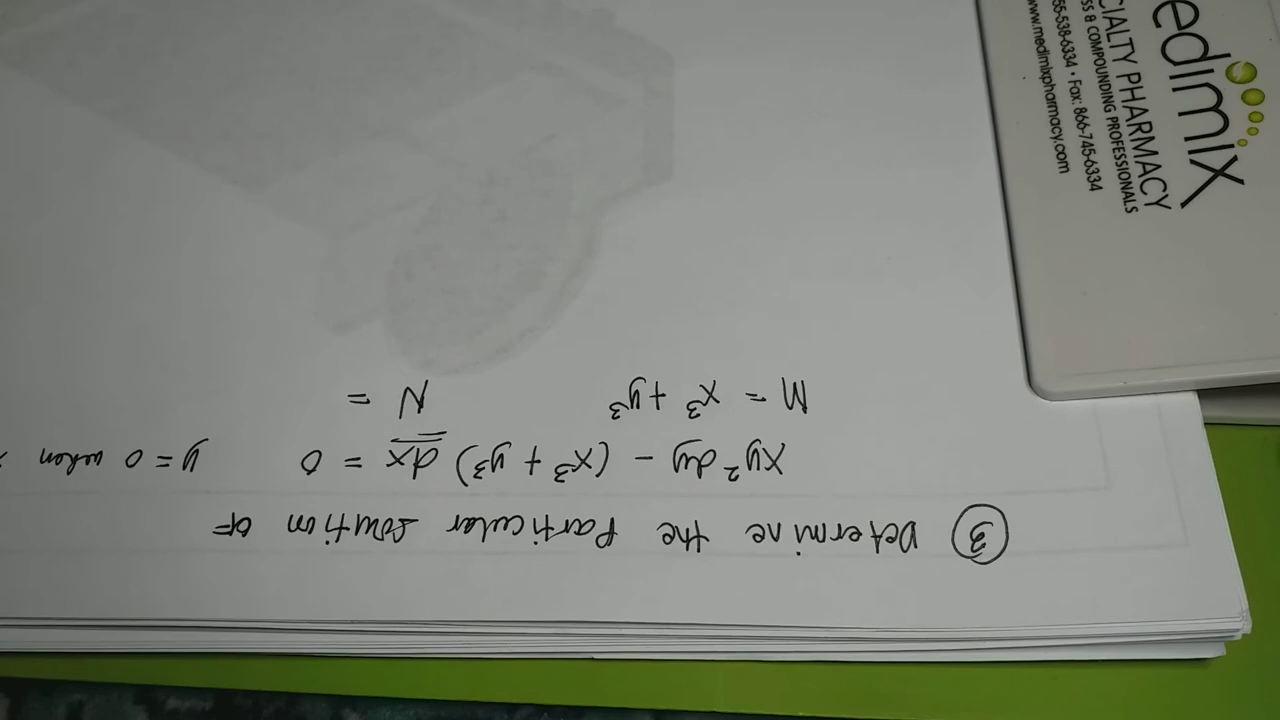 ③ Determine the Particular solution of
xy² dy - (x³ + y³) dx = 0 y = 0 when
M = x³ + y³ N =
edimix
CIALTY PHARMACY
SS & COMPOUNDING PROFESSIONALS
55-538-6334 • Fax: 866-745-6334
www.medimixpharmacy.com